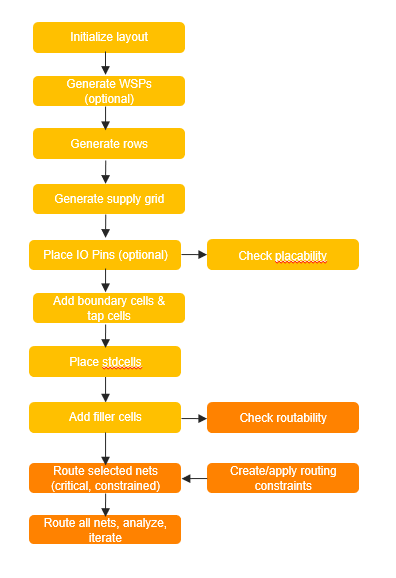 Initialize layout
Generate WSPs
(optional)
Generate rows
Generate supply grid
Place IO Pins (optional)
Check placability
Add boundary cells &
tap cells
Place stdcells
Add filler cells
Check routability
Route selected nets
(critical, constrained)
Create/apply routing
constraints
Route all nets, analyze,
iterate